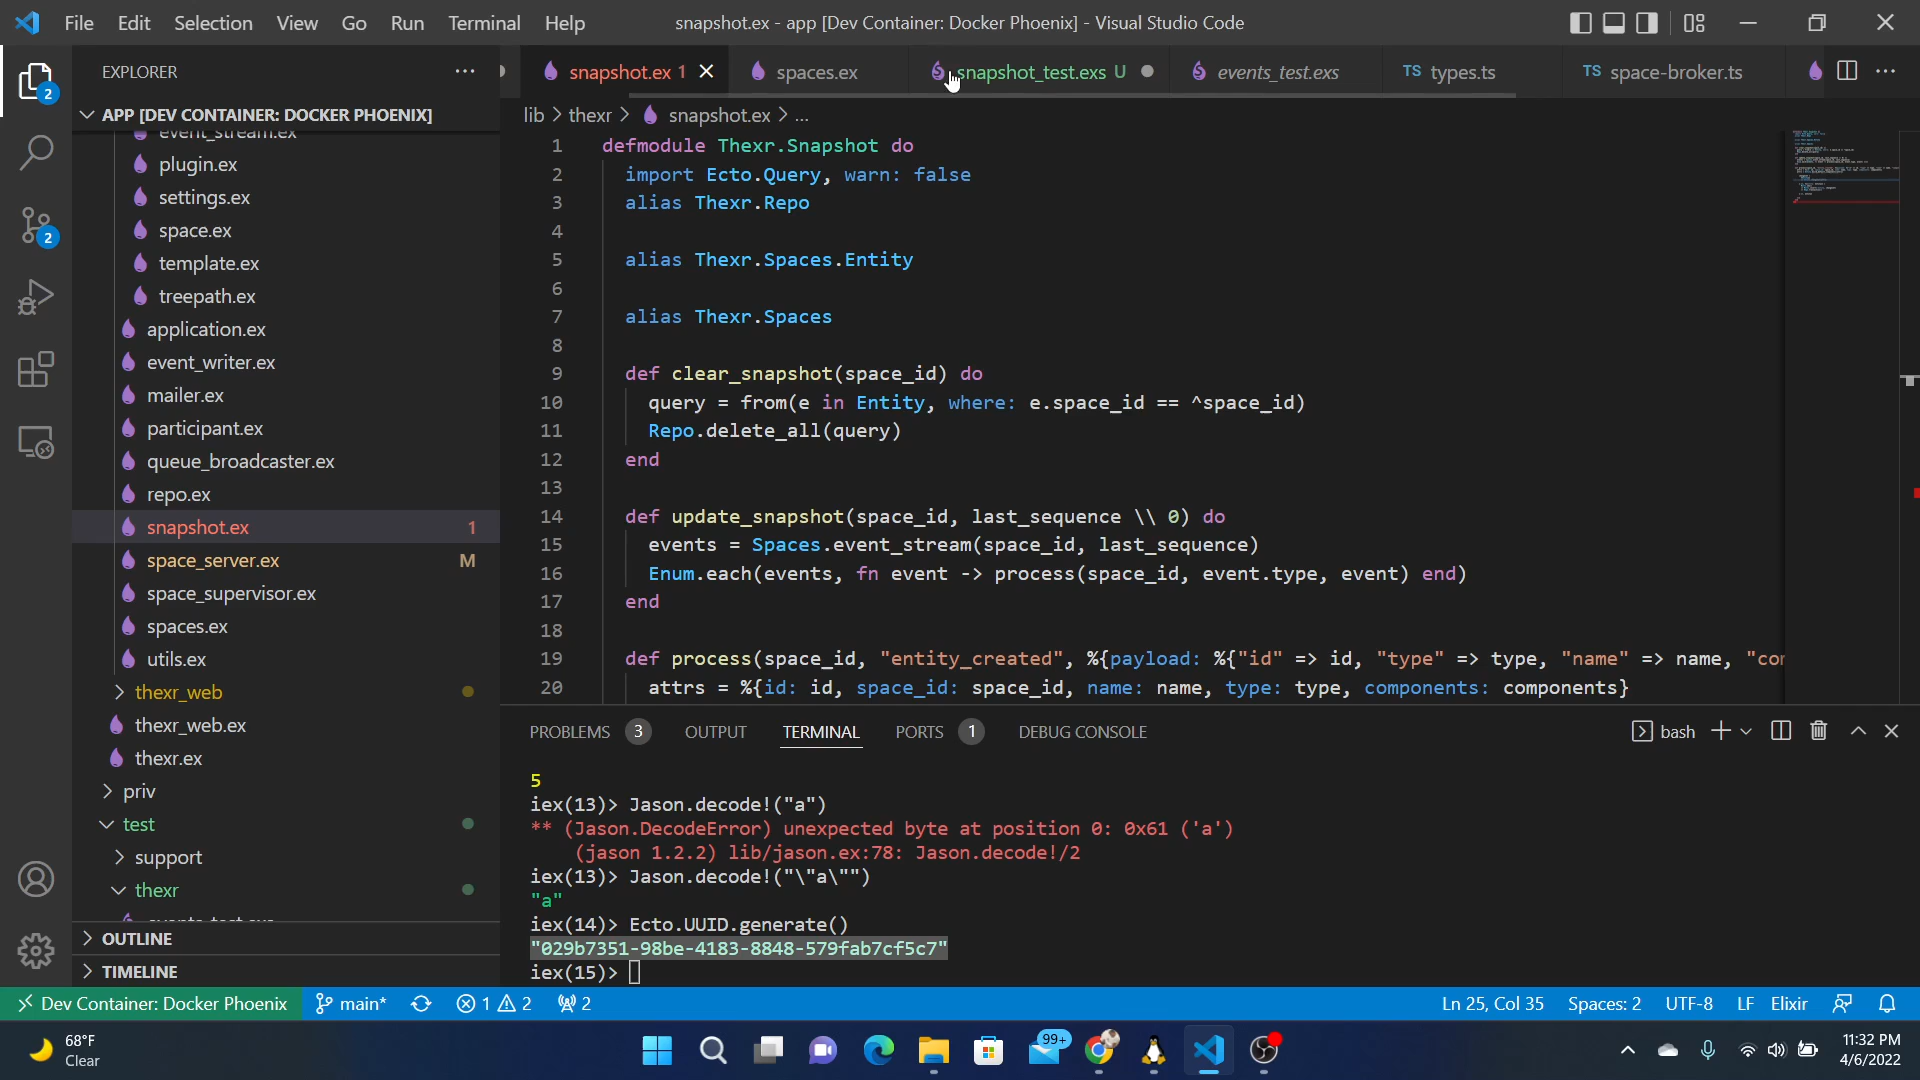 File Edit Selection View Go Run Terminal Help snapshot.ex - app [Dev Container: Docker Phoenix] - Visual Studio Code
EXPLORER
snapshot.ex 1 spaces.ex snapshot_test.exs U events_test.exs TS types.ts TS space-broker.ts
APP [DEV CONTAINER: DOCKER PHOENIX]
lib > thexr > snapshot.ex > ...
event_stream.ex
plugin.ex
settings.ex
space.ex
template.ex
treepath.ex
application.ex
event_writer.ex
mailer.ex
participant.ex
queue_broadcaster.ex
repo.ex
snapshot.ex 1
space_server.ex M
space_supervisor.ex
spaces.ex
utils.ex
thexr_web
thexr_web.ex
thexr.ex
priv
test
support
thexr
OUTLINE
TIMELINE
2
2
1 defmodule Thexr.Snapshot do
2 import Ecto.Query, warn: false
3 alias Thexr.Repo
4
5 alias Thexr.Spaces.Entity
6
7 alias Thexr.Spaces
8
9 def clear_snapshot(space_id) do
10 query = from(e in Entity, where: e.space_id == ^space_id)
11 Repo.delete_all(query)
12 end
13
14 def update_snapshot(space_id, last_sequence \\ 0) do
15 events = Spaces.event_stream(space_id, last_sequence)
16 Enum.each(events, fn event -> process(space_id, event.type, event) end)
17 end
18
19 def process(space_id, "entity_created", %{payload: %{"id" => id, "type" => type, "name" => name, "com
20 attrs = %{id: id, space_id: space_id, name: name, type: type, components: components}
PROBLEMS 3 OUTPUT TERMINAL PORTS 1 DEBUG CONSOLE bash
5
iex(13)> Jason.decode!("a")
** (Jason.DecodeError) unexpected byte at position 0: 0x61 ('a')
(jason 1.2.2) lib/jason.ex:78: Jason.decode!/2
iex(13)> Jason.decode!("\"a\"")
"a"
iex(14)> Ecto.UUID.generate()
"029b7351-98be-4183-8848-579fab7cf5c7"
iex(15)>
Dev Container: Docker Phoenix main* 1 2 2 Ln 25, Col 35 Spaces: 2 UTF-8 LF Elixir
68°F
Clear
99+
11:32 PM
4/6/2022